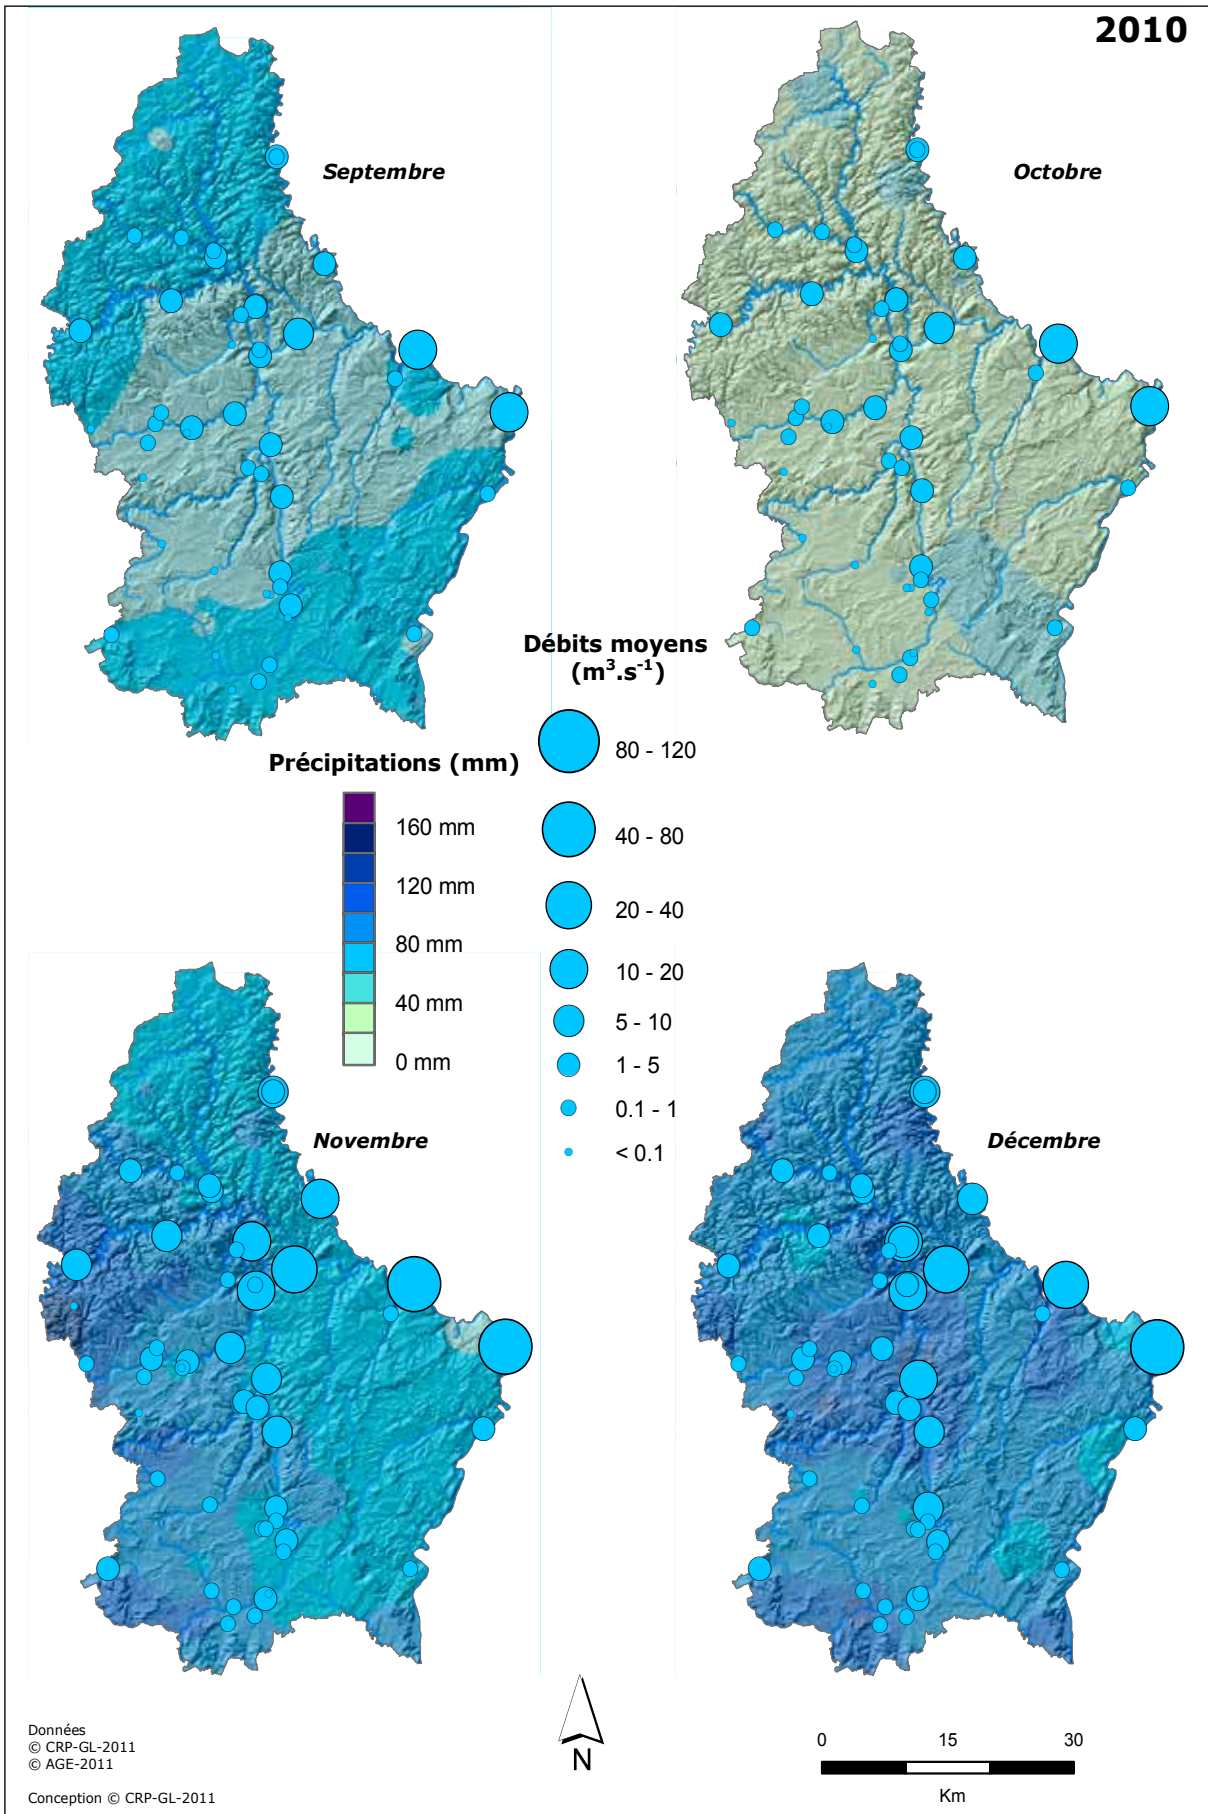 2010
Septembre
Octobre
Débits moyens
(m³.s⁻¹)
80 - 120
40 - 80
20 - 40
10 - 20
5 - 10
1 - 5
0.1 - 1
< 0.1
Précipitations (mm)
160 mm
120 mm
80 mm
40 mm
0 mm
Novembre
Décembre
N
0 15 30
Km
Données
© CRP-GL-2011
© AGE-2011
Conception © CRP-GL-2011